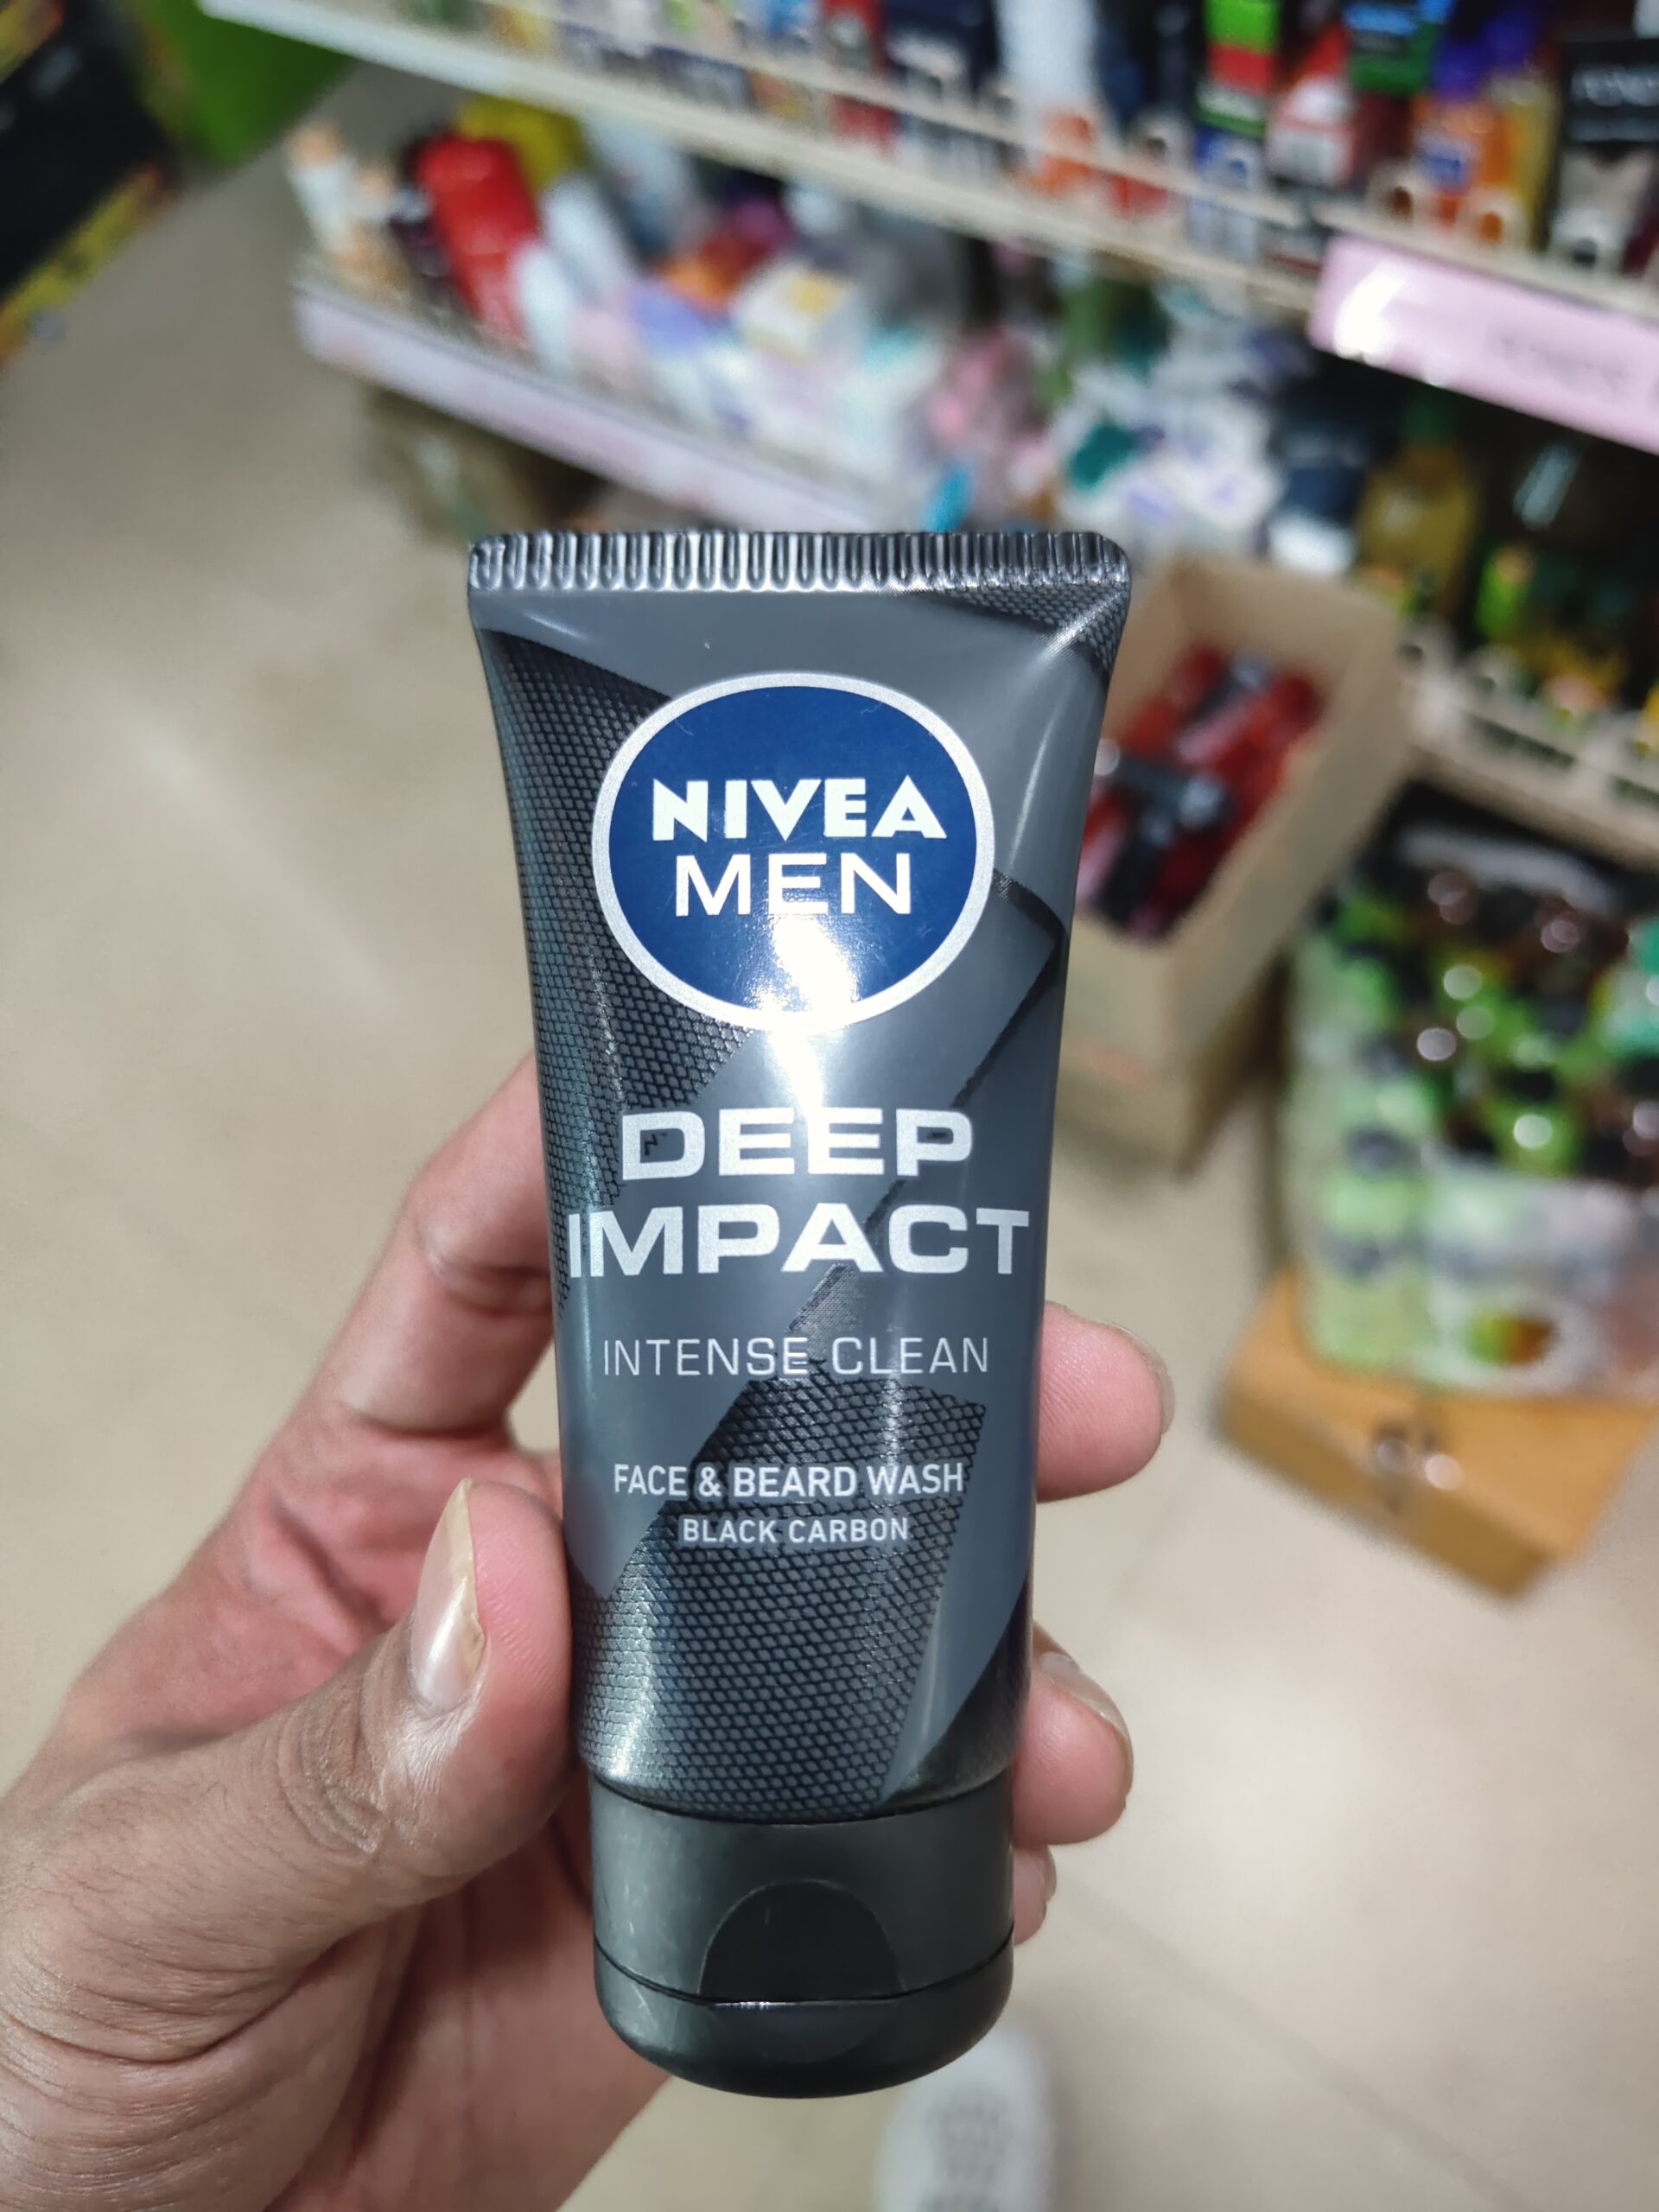 NIVEA
MEN
DEEP
IMPACT
INTENSE CLEAN
FACE & BEARD WASH
BLACK CARBON